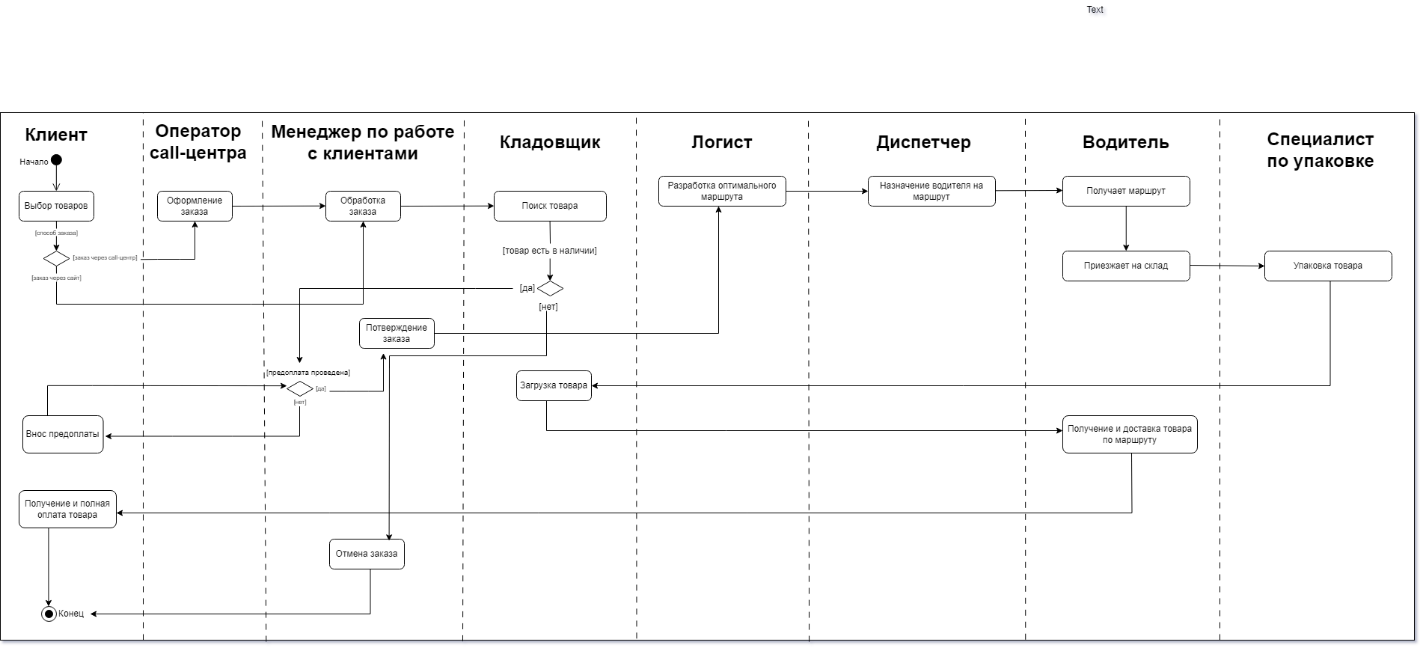 Text
Клиент
Оператор
call-центра
Менеджер по работе
с клиентами
Кладовщик
Логист
Диспетчер
Водитель
Специалист
по упаковке
Начало
Выбор товаров
Оформление
заказа
Обработка
заказа
Поиск товара
Разработка оптимального
маршрута
Назначение водителя на
маршрут
Получает маршрут
[способ заказа]
[заказ через call-центр]
[заказ через сайт]
[товар есть в наличии]
Приезжает на склад
Упаковка товара
[да]
[нет]
Потверждение
заказа
[предоплата проведена]
[да]
[нет]
Загрузка товара
Внос предоплаты
Получение и доставка товара
по маршруту
Получение и полная
оплата товара
Отмена заказа
Конец